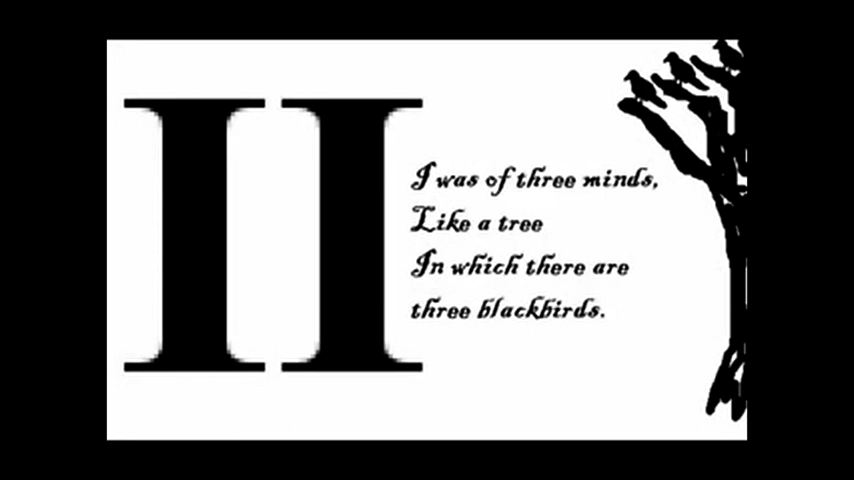 II
I was of three minds,
Like a tree
In which there are
three blackbirds.